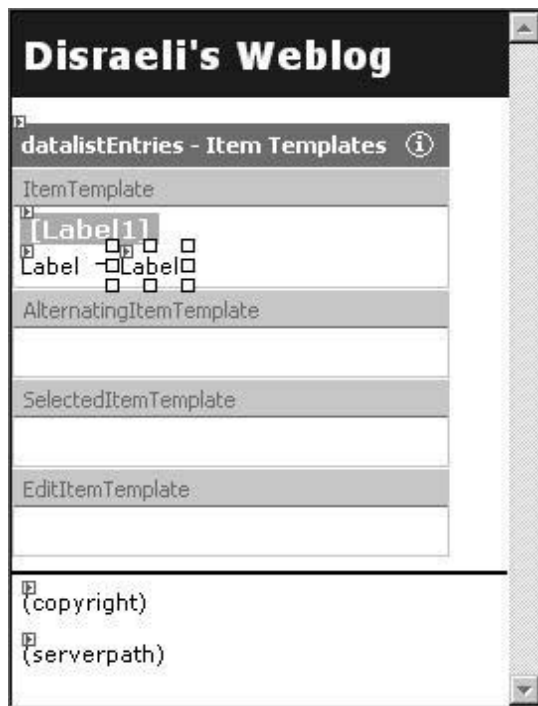 Disraeli's Weblog
datalistEntries - Item Templates
ItemTemplate
[Label1]
Label - Label
AlternatingItemTemplate
SelectedItemTemplate
EditItemTemplate
(copyright)
(serverpath)